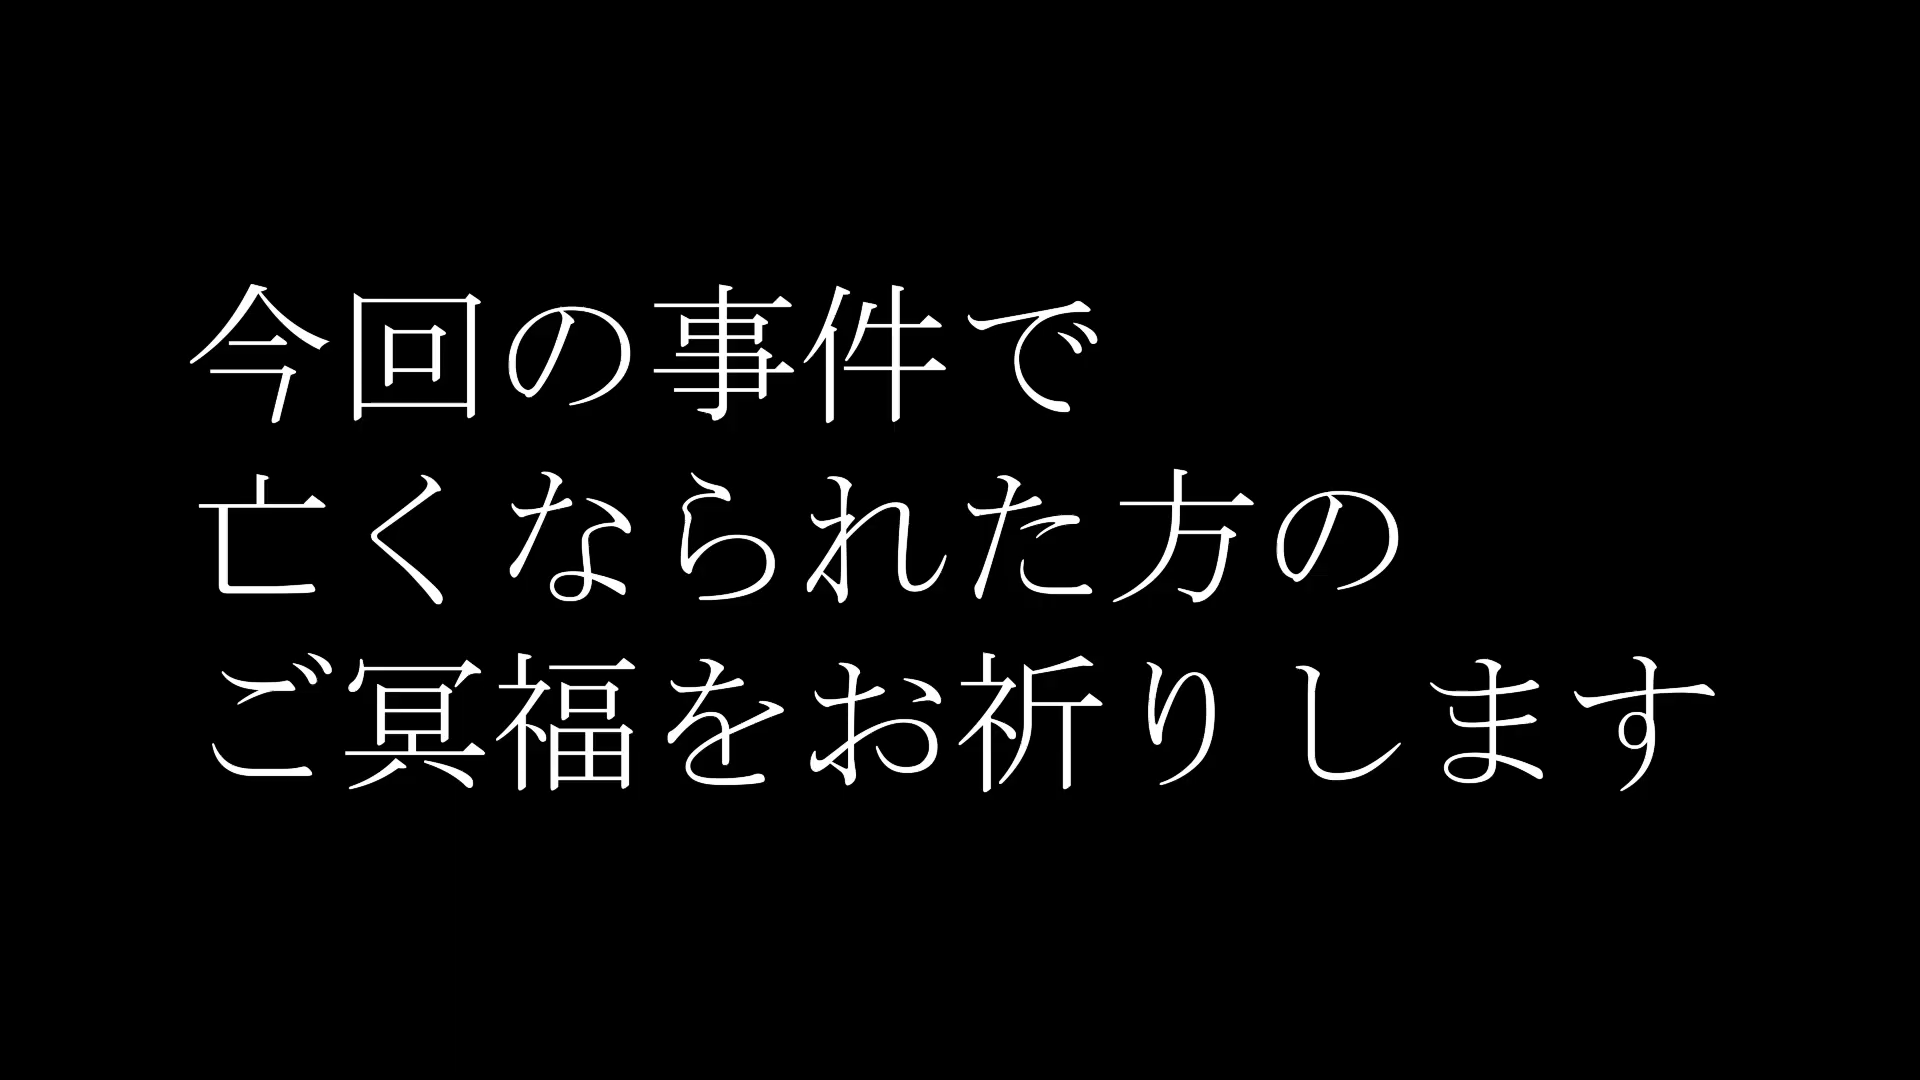 今回の事件で
亡くなられた方の
ご冥福をお祈りします